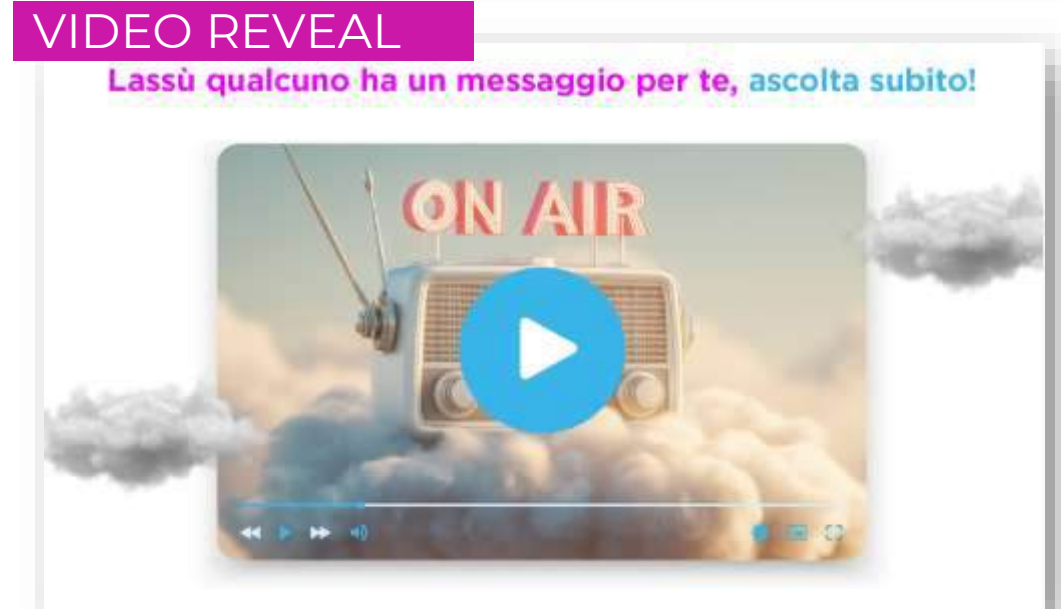 VIDEO REVEAL
Lassù qualcuno ha un messaggio per te, ascolta subito!
ON AIR